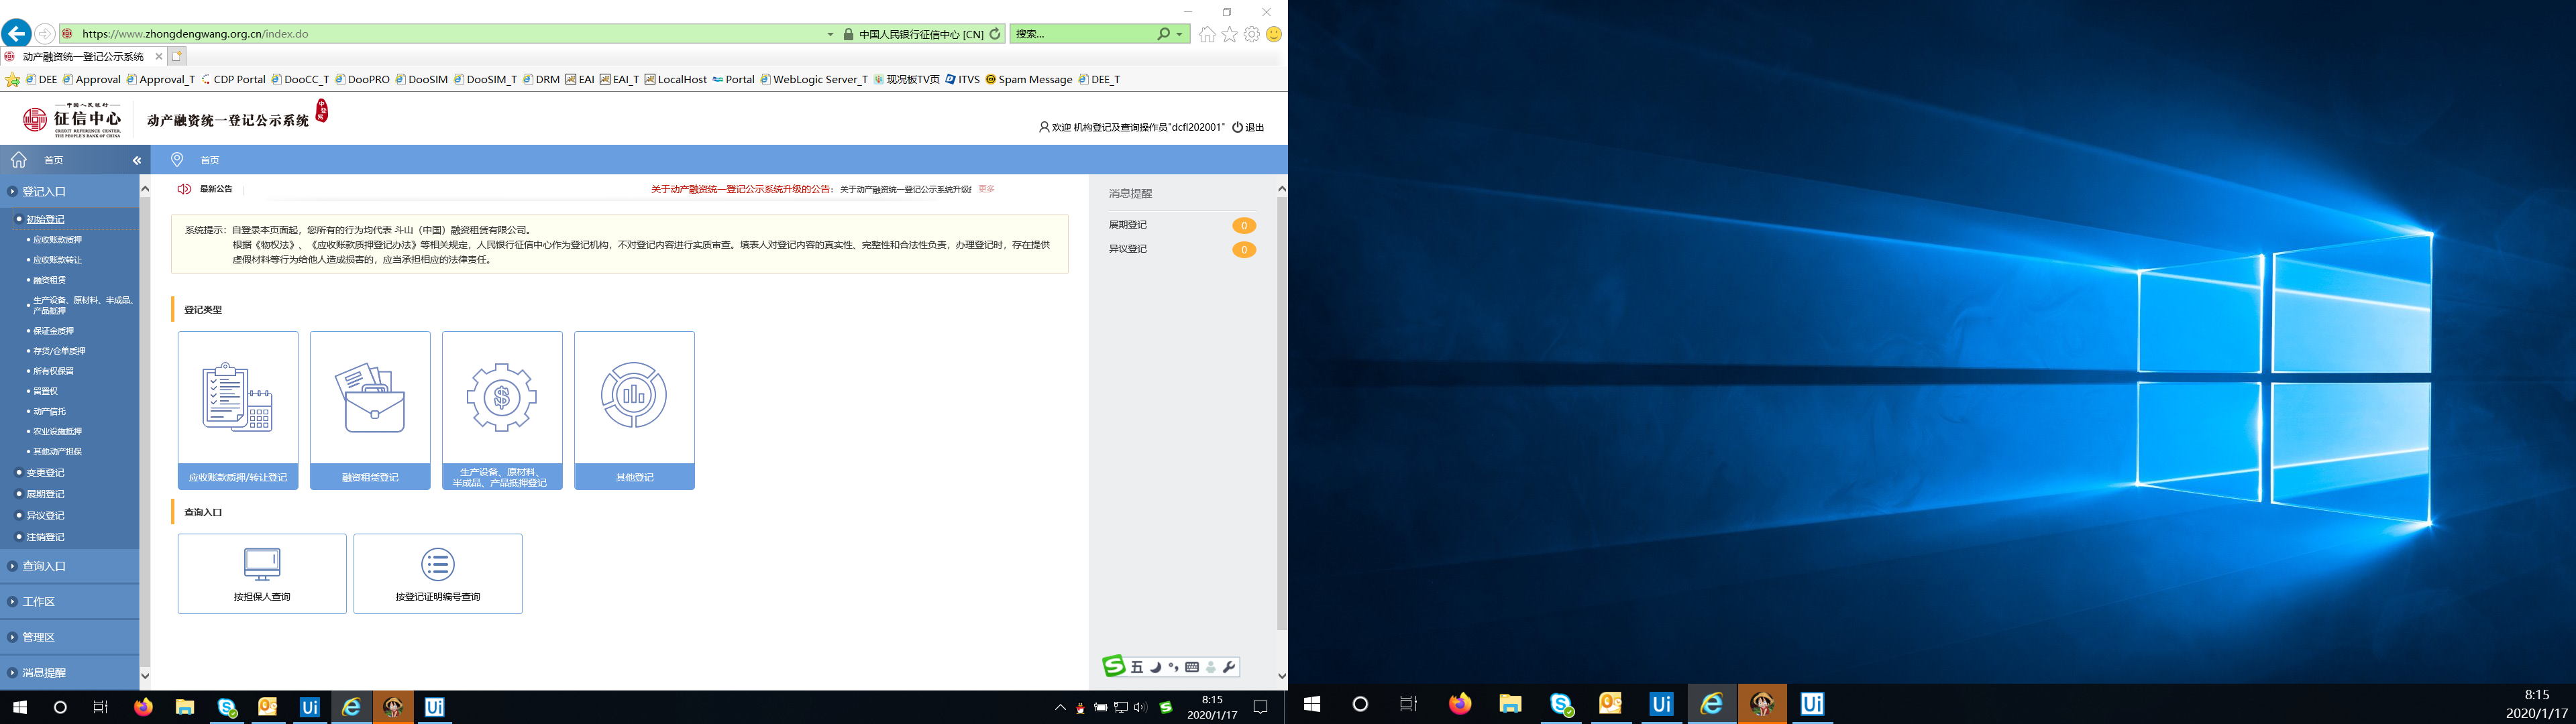 https://www.zhongdengwang.org.cn/index.do
中国人民银行征信中心 [CN]
搜索...
动产融资统一登记公示系统
DEE Approval Approval_T CDP Portal DooCC_T DooPRO DooSIM DooSIM_T DRM EAI EAI_T LocalHost Portal WebLogic Server_T 现况板TV页 ITVS Spam Message DEE_T
中国人民银行
征信中心
CREDIT REFERENCE CENTER,
THE PEOPLE'S BANK OF CHINA
动产融资统一登记公示系统
中登网
欢迎 机构登记及查询操作员"dcfl202001" 退出
首页
首页
登记入口
初始登记
应收账款质押
应收账款转让
融资租赁
生产设备、原材料、半成品、
产品抵押
保证金质押
存货/仓单质押
所有权保留
留置权
动产信托
农业设施抵押
其他动产担保
变更登记
展期登记
异议登记
注销登记
查询入口
工作区
管理区
消息提醒
最新公告
关于动产融资统一登记公示系统升级的公告: 关于动产融资统一登记公示系统升级
更多
系统提示: 自登录本页面起，您所有的行为均代表 斗山（中国）融资租赁有限公司。
根据《物权法》、《应收账款质押登记办法》等相关规定，人民银行征信中心作为登记机构，不对登记内容进行实质审查。填表人对登记内容的真实性、完整性和合法性负责，办理登记时，存在提供
虚假材料等行为给他人造成损害的，应当承担相应的法律责任。
登记类型
应收账款质押/转让登记
融资租赁登记
生产设备、原材料、
半成品、产品抵押登记
其他登记
查询入口
按担保人查询
按登记证明编号查询
消息提醒
展期登记 0
异议登记 0
五
8:15
2020/1/17
8:15
2020/1/17